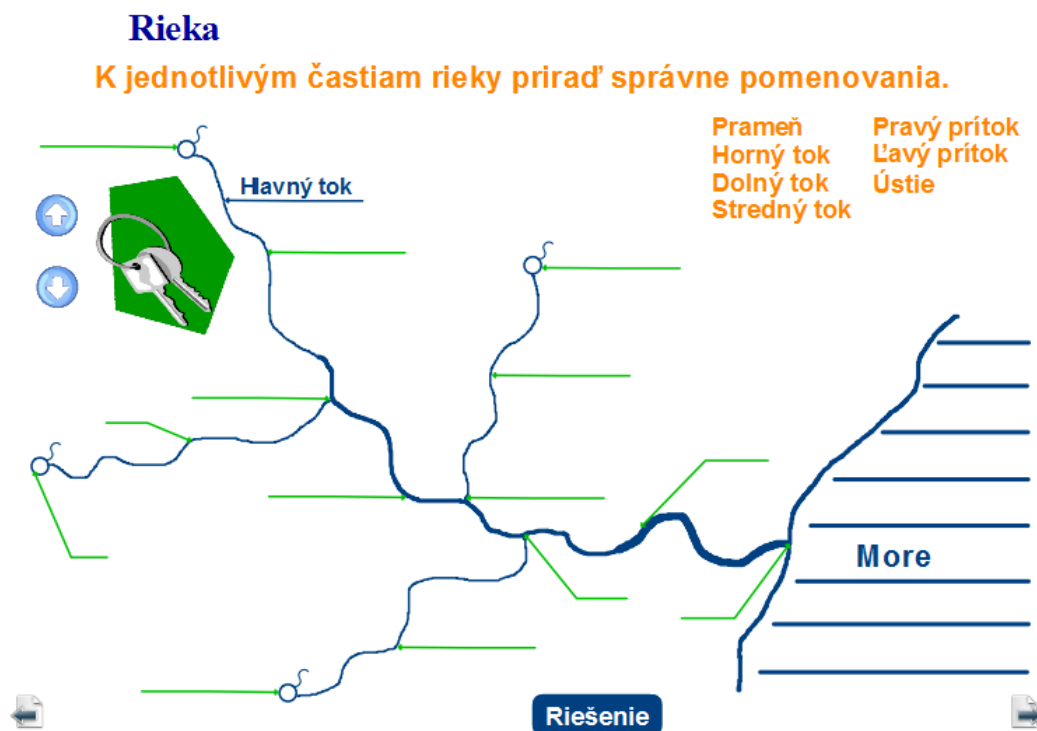 Rieka
K jednotlivým častiam rieky priraď správne pomenovania.
Prameň
Horný tok
Dolný tok
Stredný tok
Pravý prítok
Ľavý prítok
Ústie
Hlavný tok
More
Riešenie